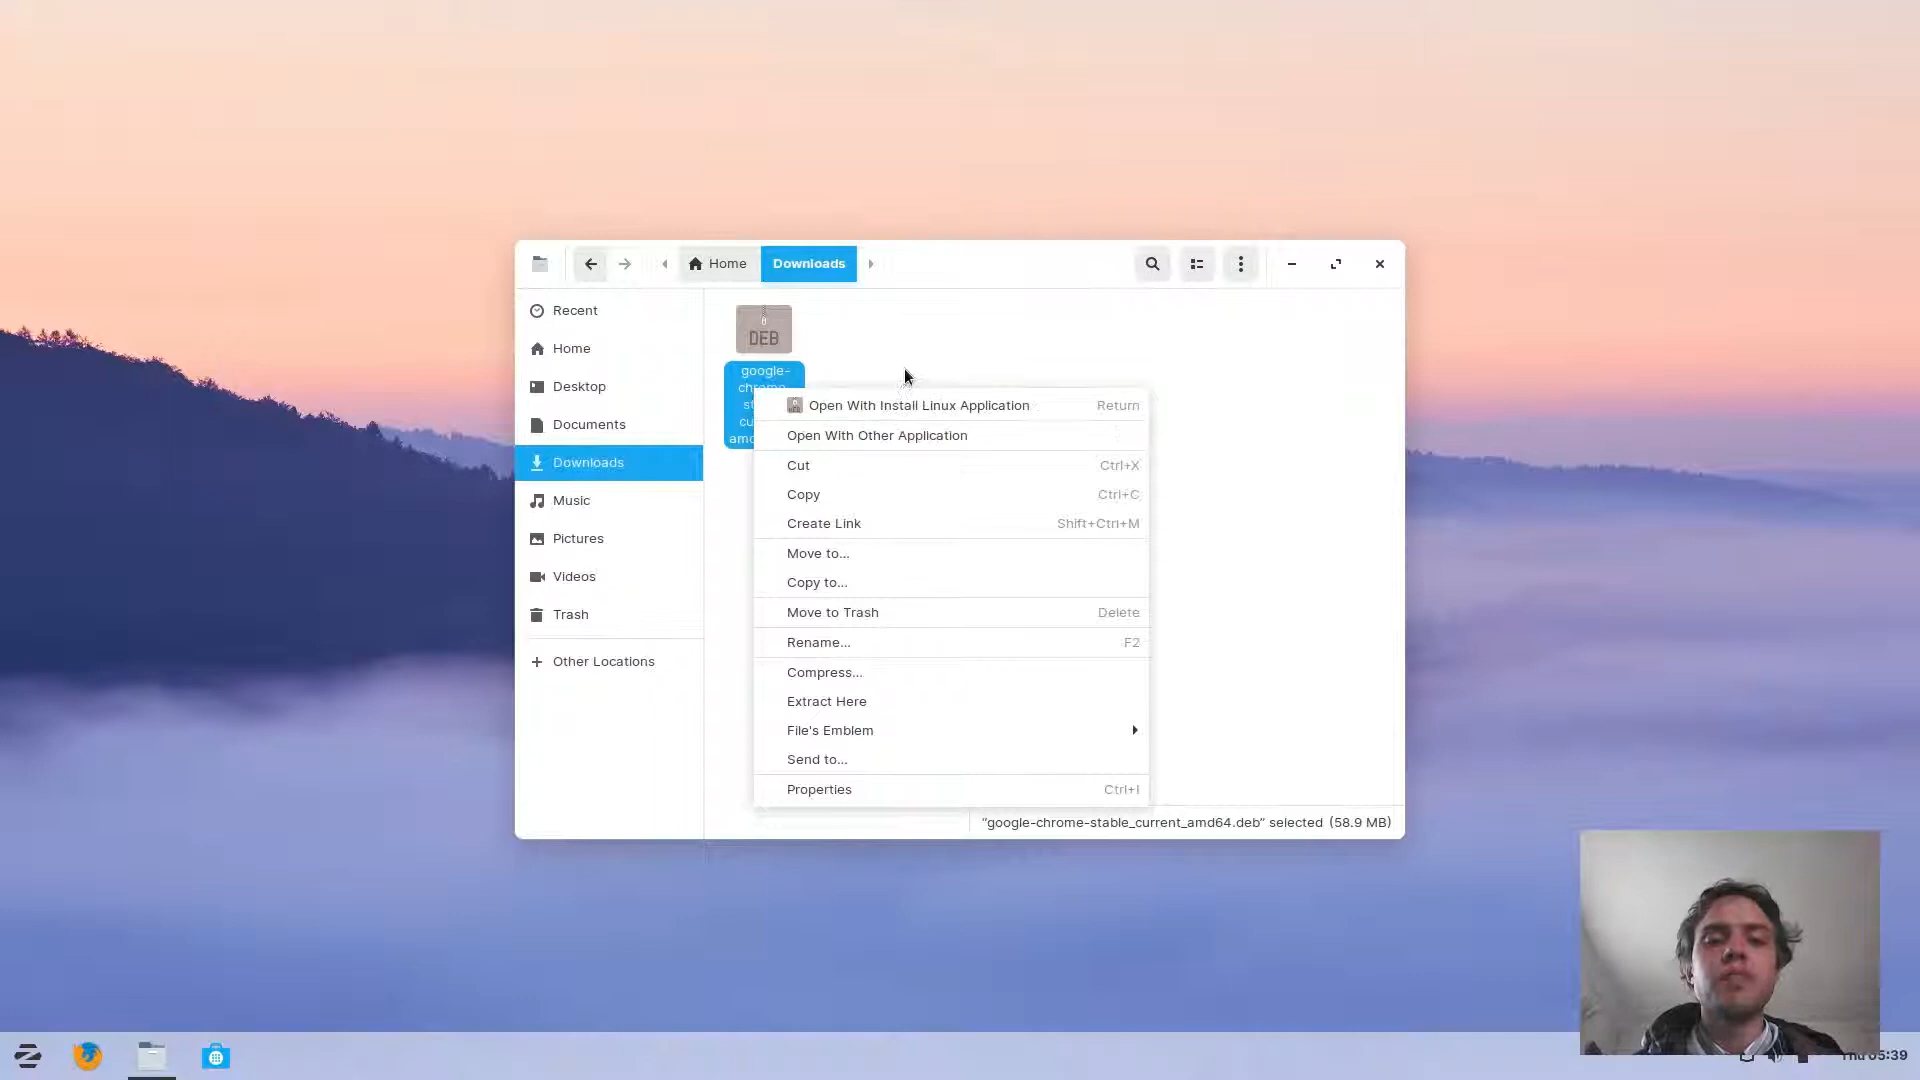 Home
Downloads
Recent
Home
Desktop
Documents
Downloads
Music
Pictures
Videos
Trash
Other Locations
DEB
google-
Open With Install Linux Application Return
Open With Other Application
Cut Ctrl+X
Copy Ctrl+C
Create Link Shift+Ctrl+M
Move to...
Copy to...
Move to Trash Delete
Rename... F2
Compress...
Extract Here
File's Emblem
Send to...
Properties Ctrl+I
“google-chrome-stable_current_amd64.deb” selected (58.9 MB)
Thu 05:39